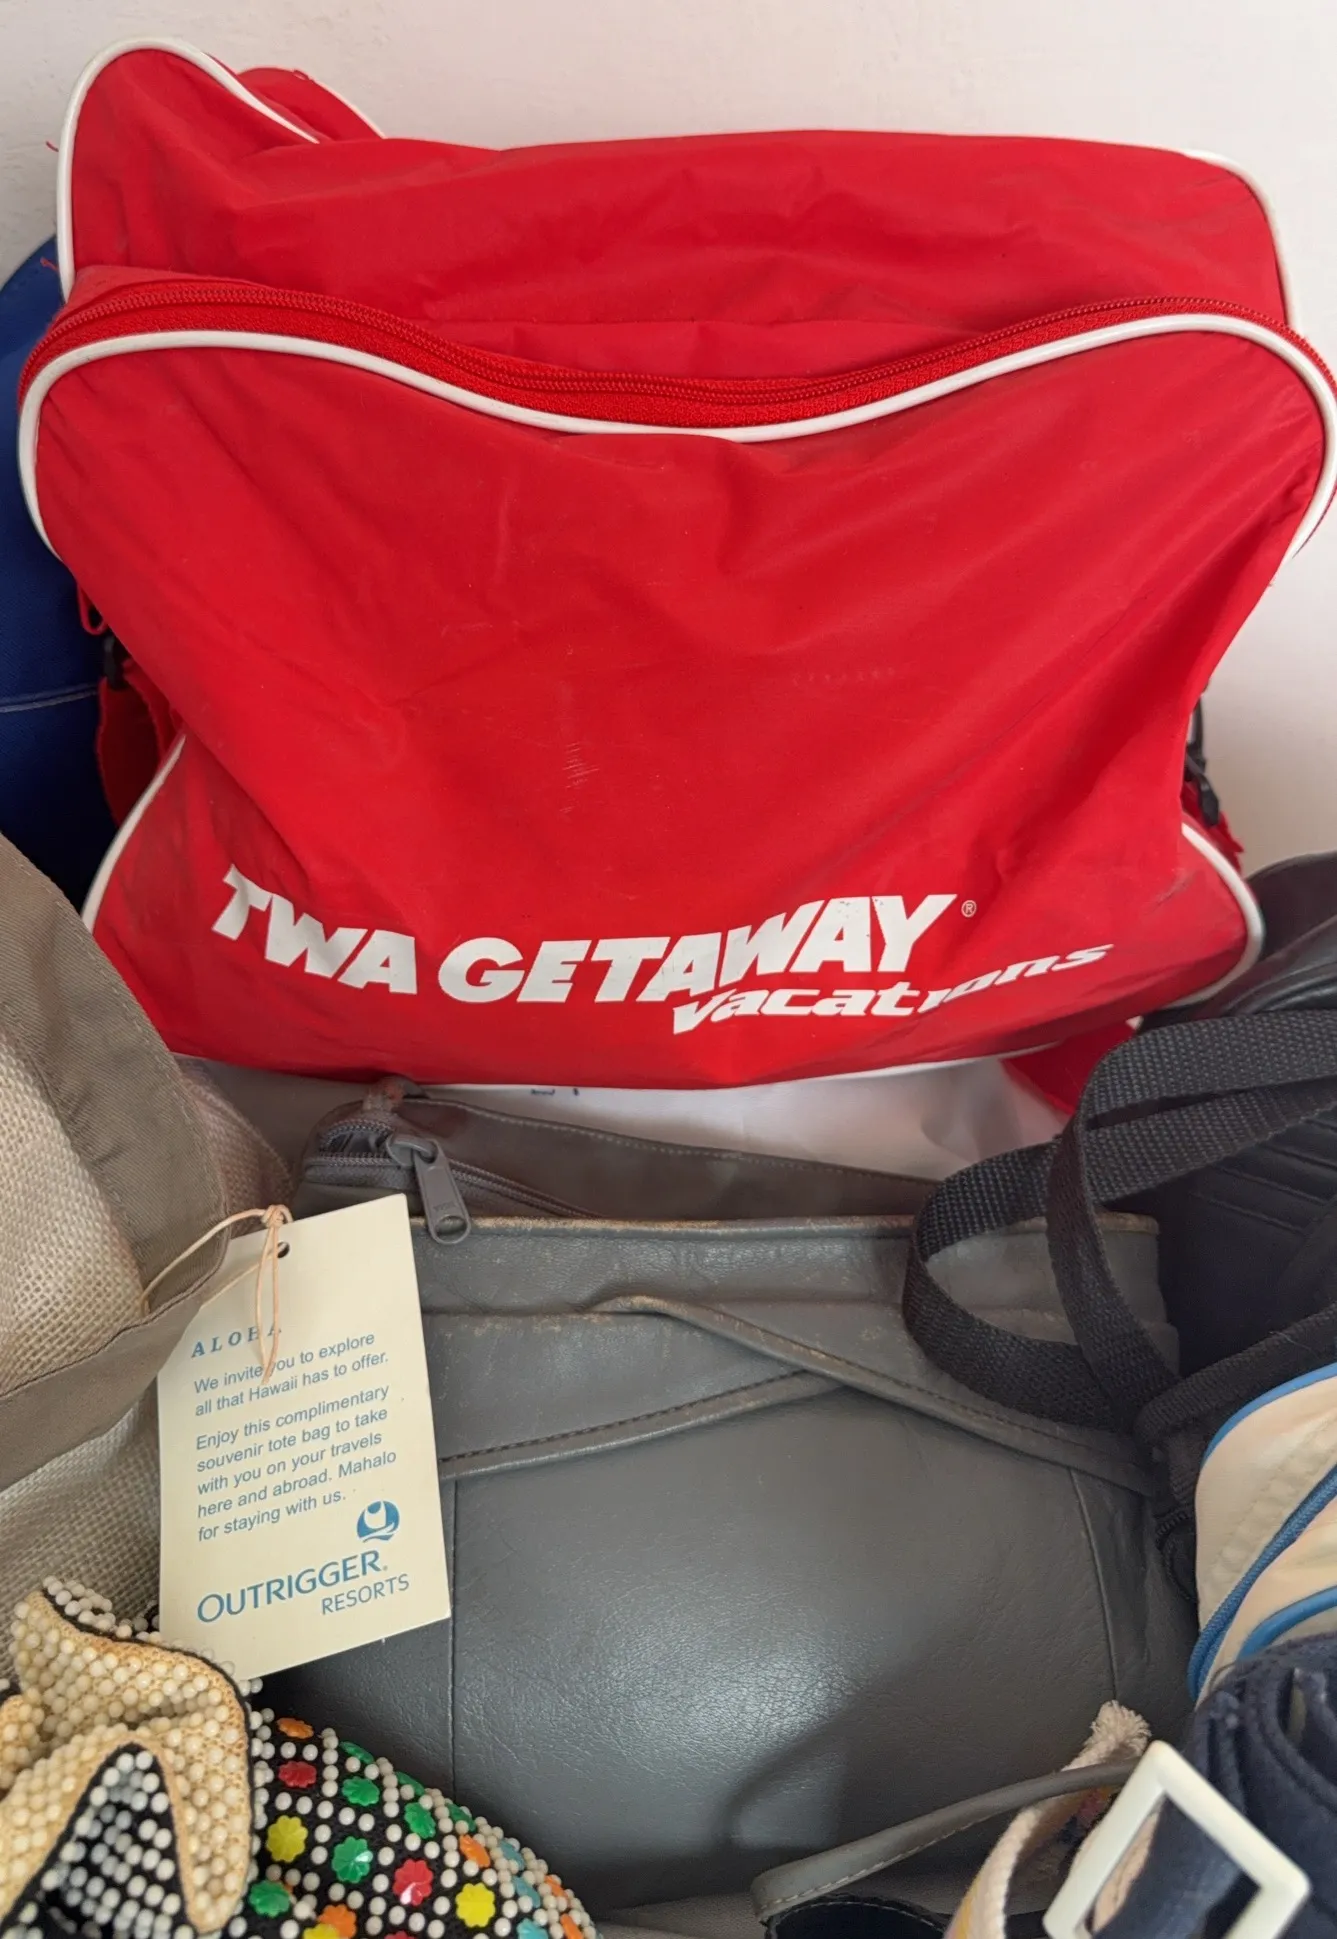 TWA GETAWAY®
Vacations
ALOHA
We invite you to explore
all that Hawaii has to offer.
Enjoy this complimentary
souvenir tote bag to take
with you on your travels
here and abroad. Mahalo
for staying with us.
OUTRIGGER®
RESORTS